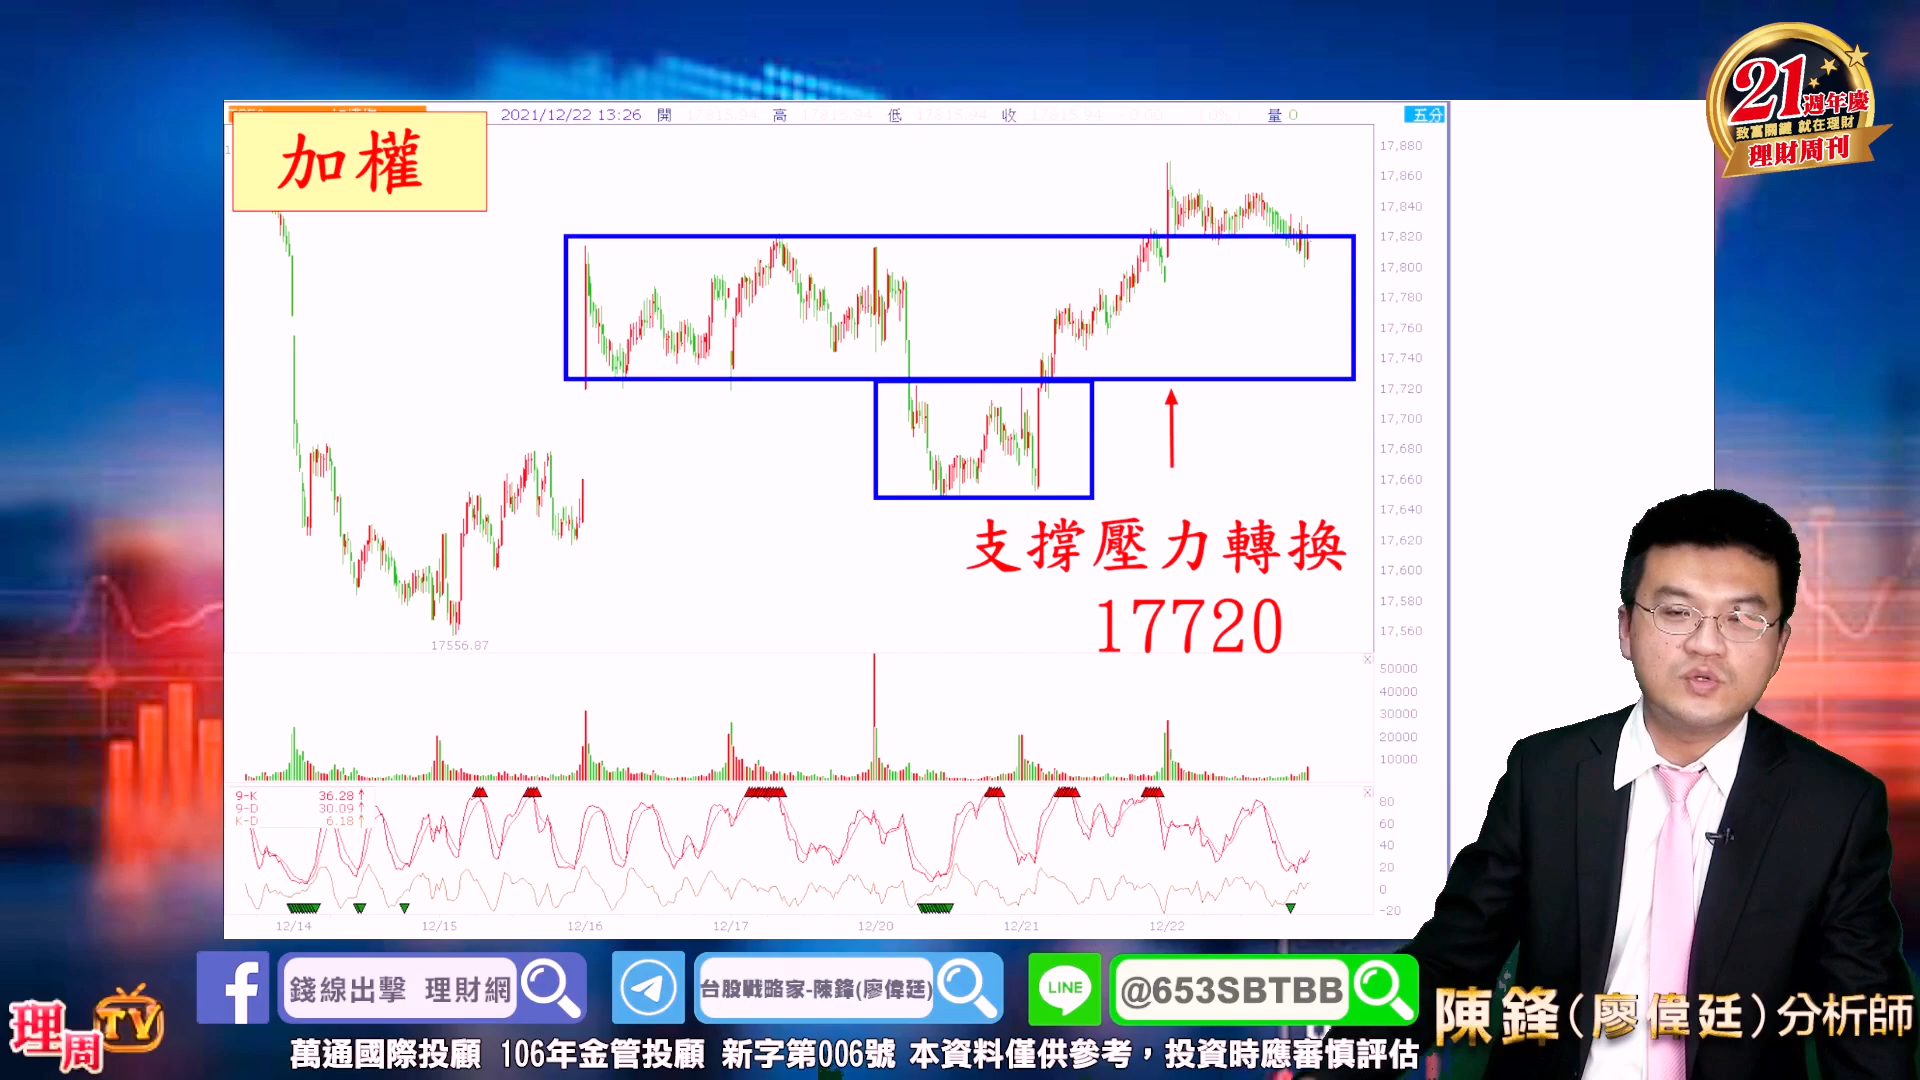 2021/12/22 13:26 開 高 低 收 量 0 五分
加權
21週年慶
致富關鍵 就在理財
理財周刊
17,880
17,860
17,840
17,820
17,800
17,780
17,760
17,740
17,720
17,700
17,680
17,660
17,640
17,620
17,600
17,580
17,560
支撐壓力轉換
17720
17556.87
50000
40000
30000
20000
10000
9-K 36.28↑
9-D 30.09↑
K-D 6.18↑
80
60
40
20
0
-20
12/14 12/15 12/16 12/17 12/20 12/21 12/22
錢線出擊 理財網
台股戰略家-陳鋒(廖偉廷)
LINE
@653SBTBB
陳鋒(廖偉廷)分析師
理周TV
萬通國際投顧 106年金管投顧 新字第006號 本資料僅供參考，投資時應審慎評估